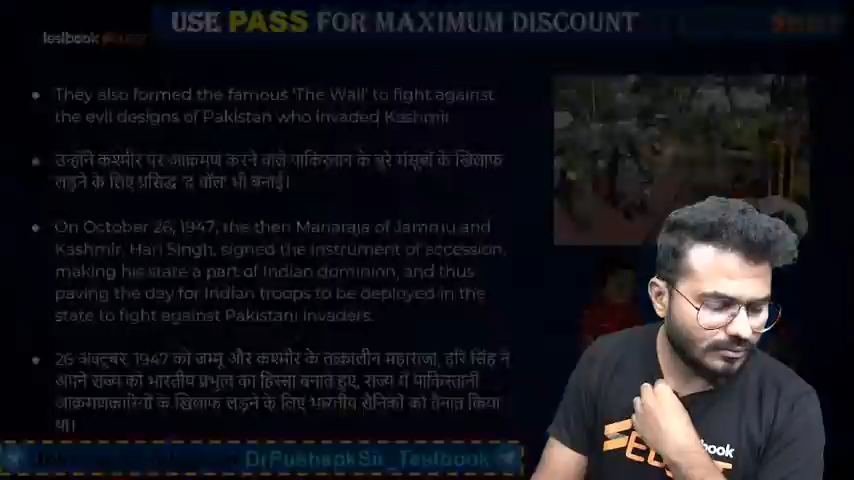 USE PASS FOR MAXIMUM DISCOUNT
testbook
They also formed the famous 'The Wall' to fight against
the evil designs of Pakistan who invaded Kashmir
उन्होंने कश्मीर पर आक्रमण करने वाले पाकिस्तान के बुरे मंसूबों के खिलाफ
लड़ने के लिए प्रसिद्ध 'द वॉल' भी बनाई।
On October 26, 1947, the then Maharaja of Jammu and
Kashmir, Hari Singh, signed the instrument of accession,
making his state a part of Indian dominion, and thus
paving the day for Indian troops to be deployed in the
state to fight against Pakistani invaders.
26 अक्टूबर, 1947 को जम्मू और कश्मीर के तत्कालीन महाराजा, हरि सिंह ने
अपने राज्य को भारतीय प्रभुत्व का हिस्सा बनाते हुए, राज्य में पाकिस्तानी
आक्रमणकारियों के खिलाफ लड़ने के लिए भारतीय सैनिकों को तैनात किया
था।
DrPushapkSir_Testbook
book